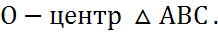 О − центр △ ABC.